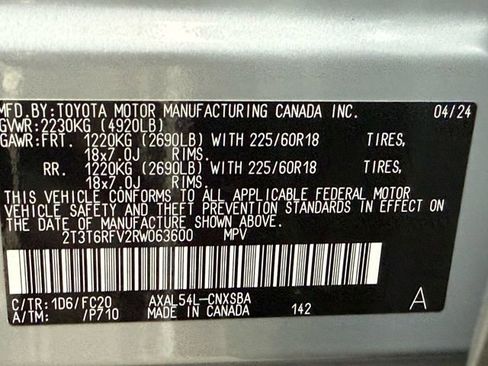 MFD.BY:TOYOTA MOTOR MANUFACTURING CANADA INC. 04/24
GVWR:2230KG (4920LB)
GAWR:FRT. 1220KG (2690LB) WITH 225/60R18 TIRES,
18x7.0J RIMS.
RR. 1220KG (2690LB) WITH 225/60R18 TIRES,
18x7.0J RIMS.
THIS VEHICLE CONFORMS TO ALL APPLICABLE FEDERAL MOTOR
VEHICLE SAFETY AND THEFT PREVENTION STANDARDS IN EFFECT ON
THE DATE OF MANUFACTURE SHOWN ABOVE.
2T3T6RFV2RW063600 MPV
C/TR:1D6/FC20 AXAL54L-CNXSBA
A/TM: /P710 MADE IN CANADA 142 A